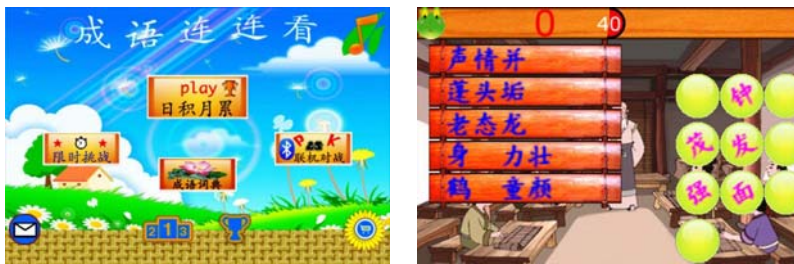 成语连连看
play
日积月累
限时挑战
P K
联机对战
成语词典
2 1 3
0
40
声情并
蓬头垢
老态龙
身 力壮
鹤 童颜
钟
茂 发
强 面